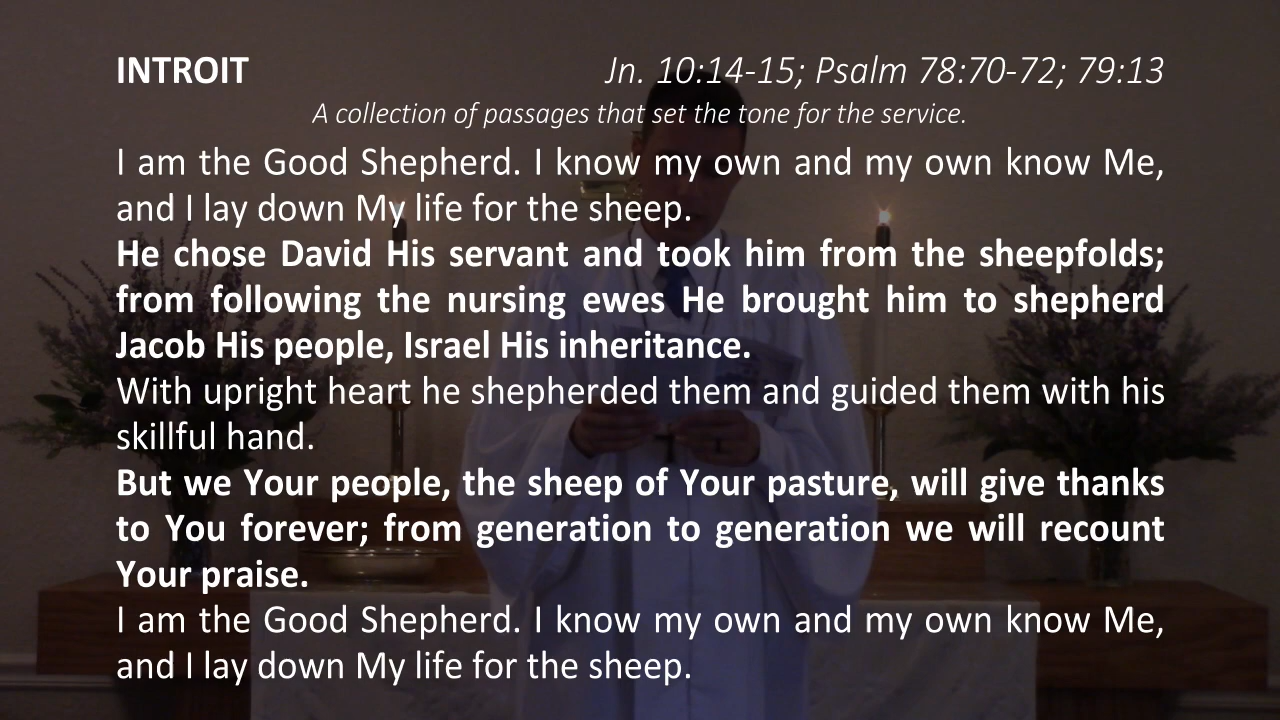 INTROIT Jn. 10:14-15; Psalm 78:70-72; 79:13
A collection of passages that set the tone for the service.
I am the Good Shepherd. I know my own and my own know Me,
and I lay down My life for the sheep.
He chose David His servant and took him from the sheepfolds;
from following the nursing ewes He brought him to shepherd
Jacob His people, Israel His inheritance.
With upright heart he shepherded them and guided them with his
skillful hand.
But we Your people, the sheep of Your pasture, will give thanks
to You forever; from generation to generation we will recount
Your praise.
I am the Good Shepherd. I know my own and my own know Me,
and I lay down My life for the sheep.